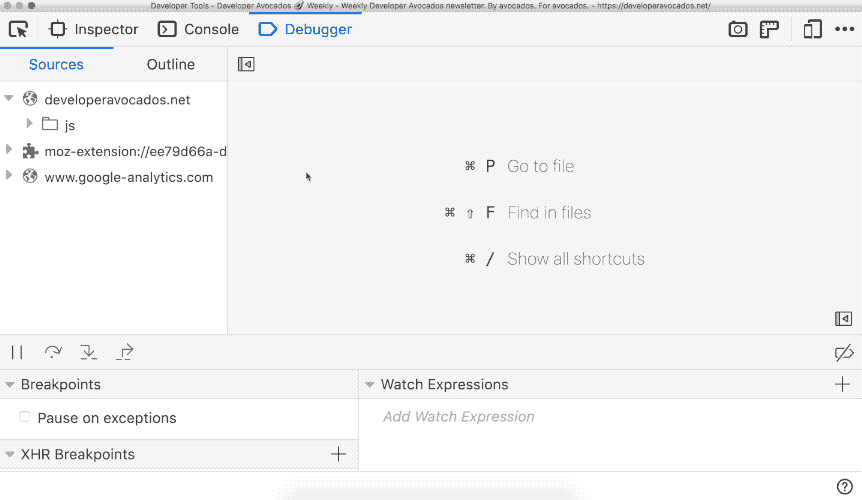 Developer Tools - Developer Avocados 🥑 Weekly - Weekly Developer Avocados newsletter. By avocados. For avocados. - https://developeravocados.net/
Inspector Console Debugger
Sources Outline
developeravocados.net
js
moz-extension://ee79d66a-d
www.google-analytics.com
⌘ P Go to file
⌘ ⇧ F Find in files
⌘ / Show all shortcuts
Breakpoints
Pause on exceptions
XHR Breakpoints
Watch Expressions
Add Watch Expression